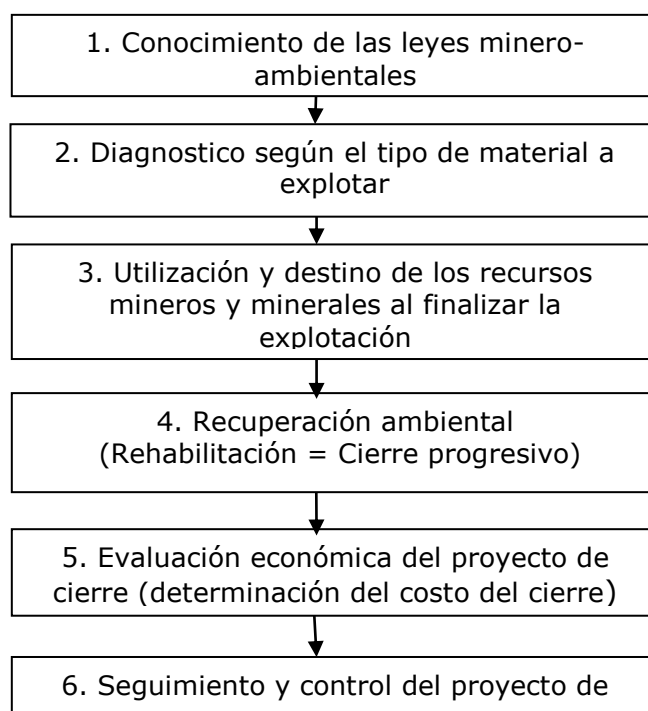 1. Conocimiento de las leyes minero-
ambientales
2. Diagnostico según el tipo de material a
explotar
3. Utilización y destino de los recursos
mineros y minerales al finalizar la
explotación
4. Recuperación ambiental
(Rehabilitación = Cierre progresivo)
5. Evaluación económica del proyecto de
cierre (determinación del costo del cierre)
6. Seguimiento y control del proyecto de